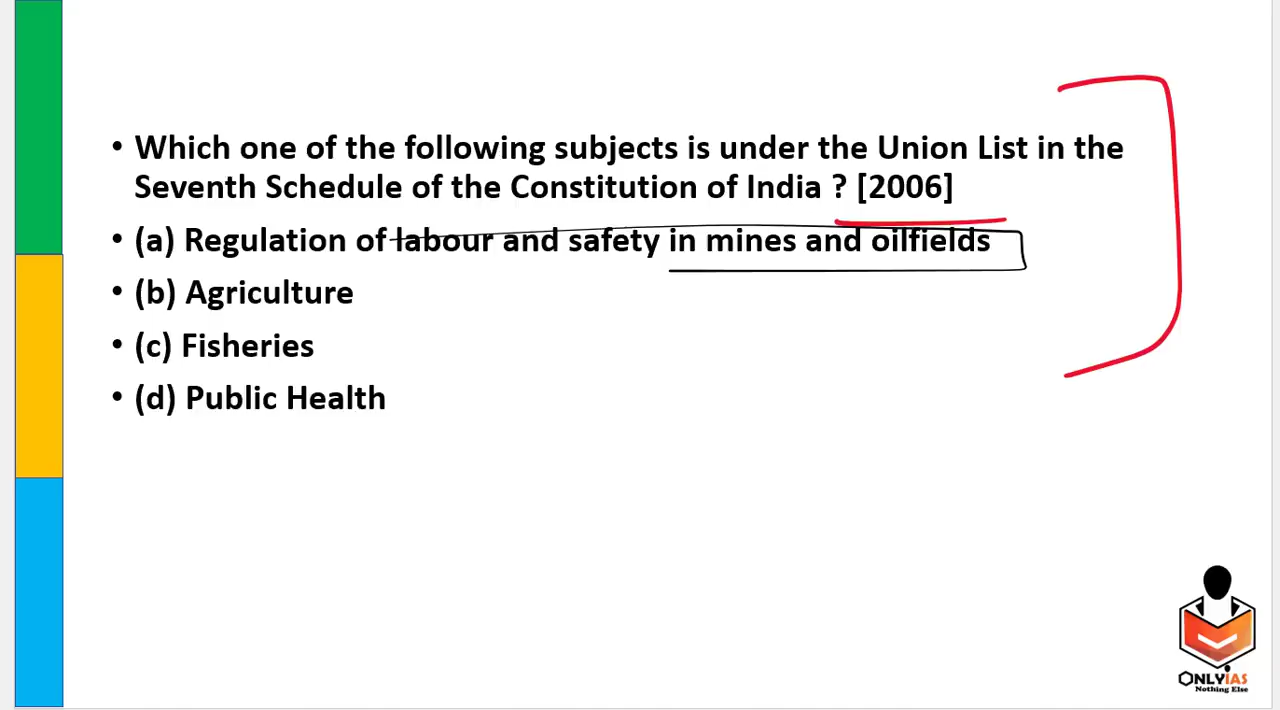 • Which one of the following subjects is under the Union List in the
Seventh Schedule of the Constitution of India ? [2006]
• (a) Regulation of labour and safety in mines and oilfields
• (b) Agriculture
• (c) Fisheries
• (d) Public Health
ONLYIAS
Nothing Else